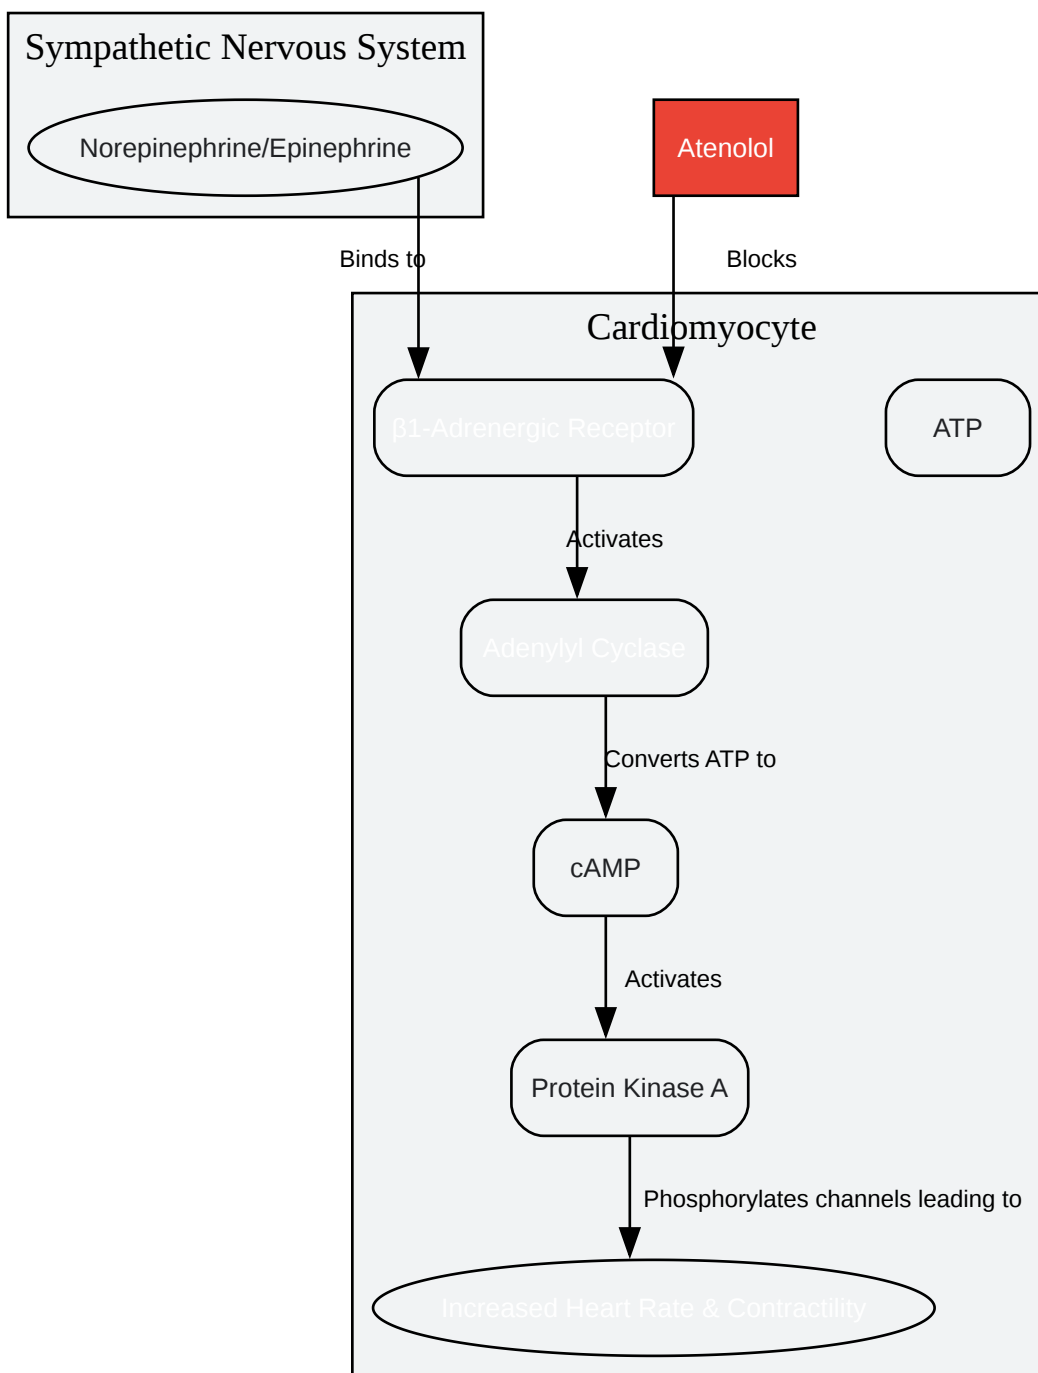 Sympathetic Nervous System
Norepinephrine/Epinephrine
Atenolol
Binds to
Blocks
Cardiomyocyte
β1-Adrenergic Receptor
ATP
Activates
Adenylyl Cyclase
Converts ATP to
cAMP
Activates
Protein Kinase A
Phosphorylates channels leading to
Increased Heart Rate & Contractility